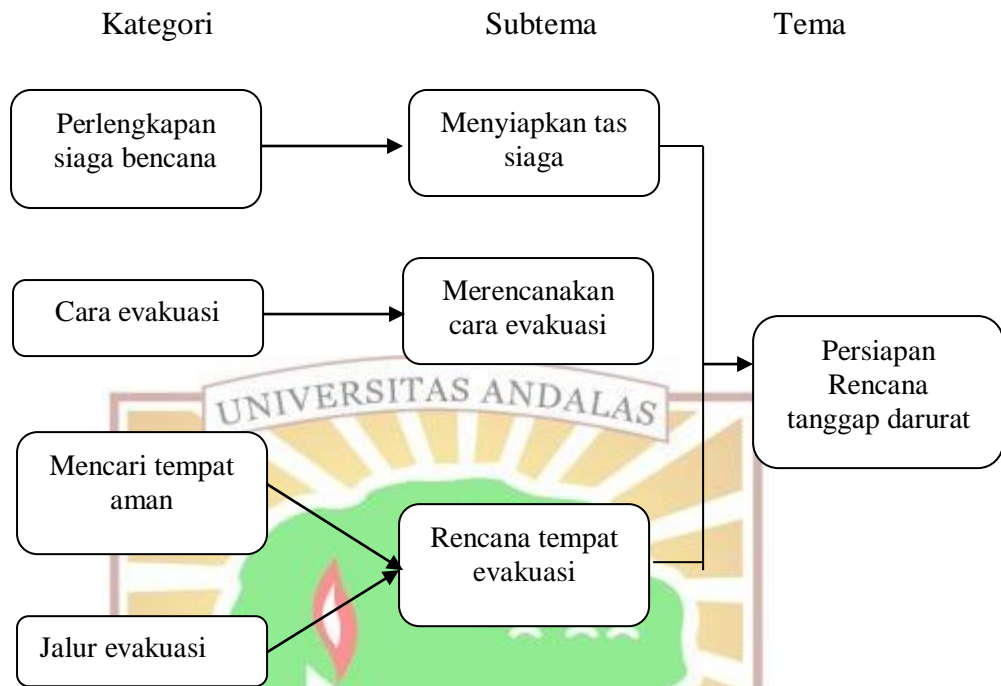 Kategori Subtema Tema
Perlengkapan
siaga bencana
Menyiapkan tas
siaga
Cara evakuasi
Merencanakan
cara evakuasi
Persiapan
Rencana
tanggap darurat
UNIVERSITAS ANDALAS
Mencari tempat
aman
Rencana tempat
evakuasi
Jalur evakuasi